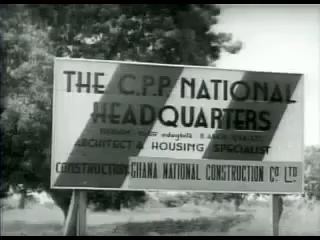 THE C.P.P. NATIONAL
HEADQUARTERS
ARCHITECT & HOUSING SPECIALIST
CONSTRUCTION GHANA NATIONAL CONSTRUCTION CO LTD